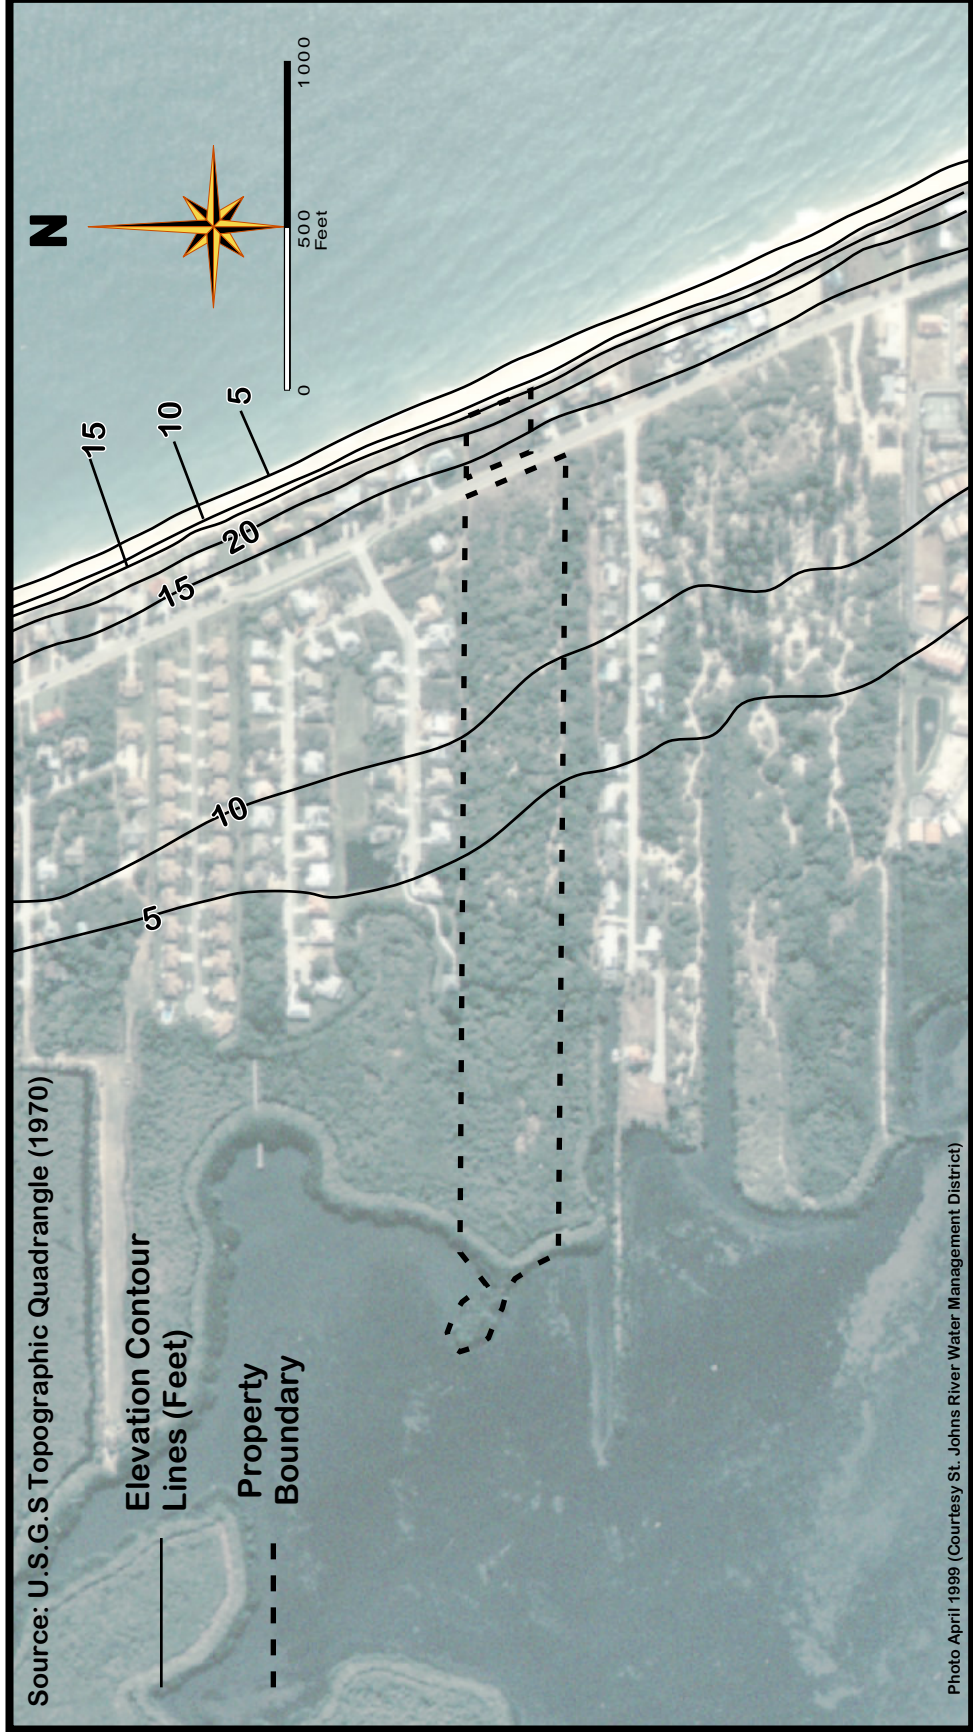 Source: U.S.G.S Topographic Quadrangle (1970)
Elevation Contour
Lines (Feet)
Property
Boundary
N
0
500
1000
Feet
15
10
5
20
15
10
5
Photo April 1999 (Courtesy St. Johns River Water Management District)